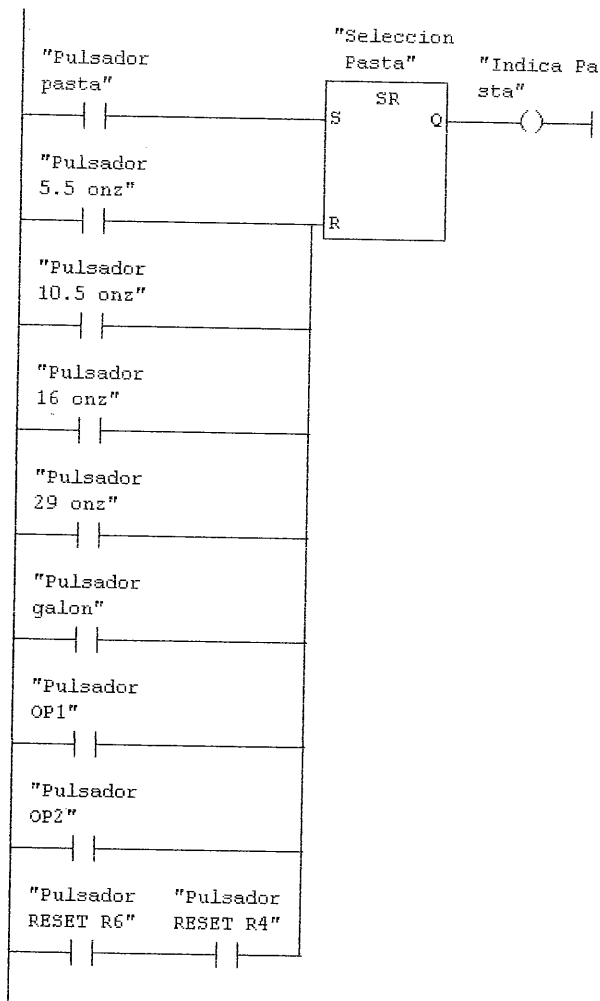 "Seleccion
Pasta"
"Pulsador
pasta"
"Indica Pa
sta"
SR
S
Q
"Pulsador
5.5 onz"
R
"Pulsador
10.5 onz"
"Pulsador
16 onz"
"Pulsador
29 onz"
"Pulsador
galon"
"Pulsador
OP1"
"Pulsador
OP2"
"Pulsador
RESET R6"
"Pulsador
RESET R4"